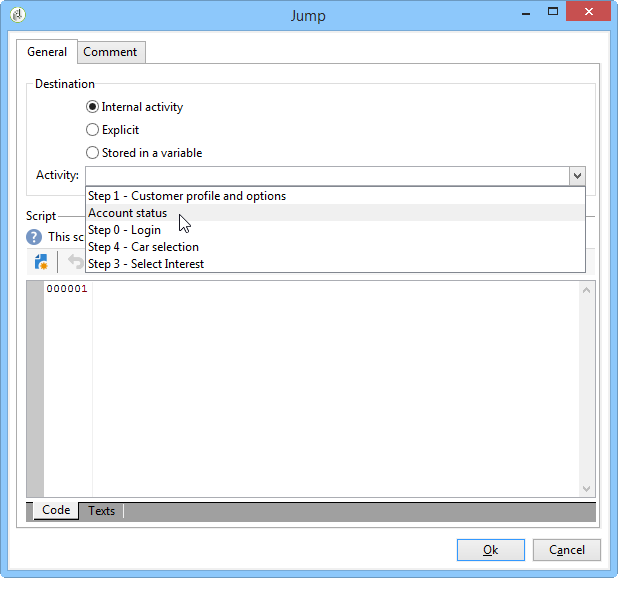 Jump
General
Comment
Destination
Internal activity
Explicit
Stored in a variable
Activity:
Step 1 - Customer profile and options
Account status
Step 0 - Login
Step 4 - Car selection
Step 3 - Select Interest
Script
This sc
000001
Code
Texts
Ok
Cancel